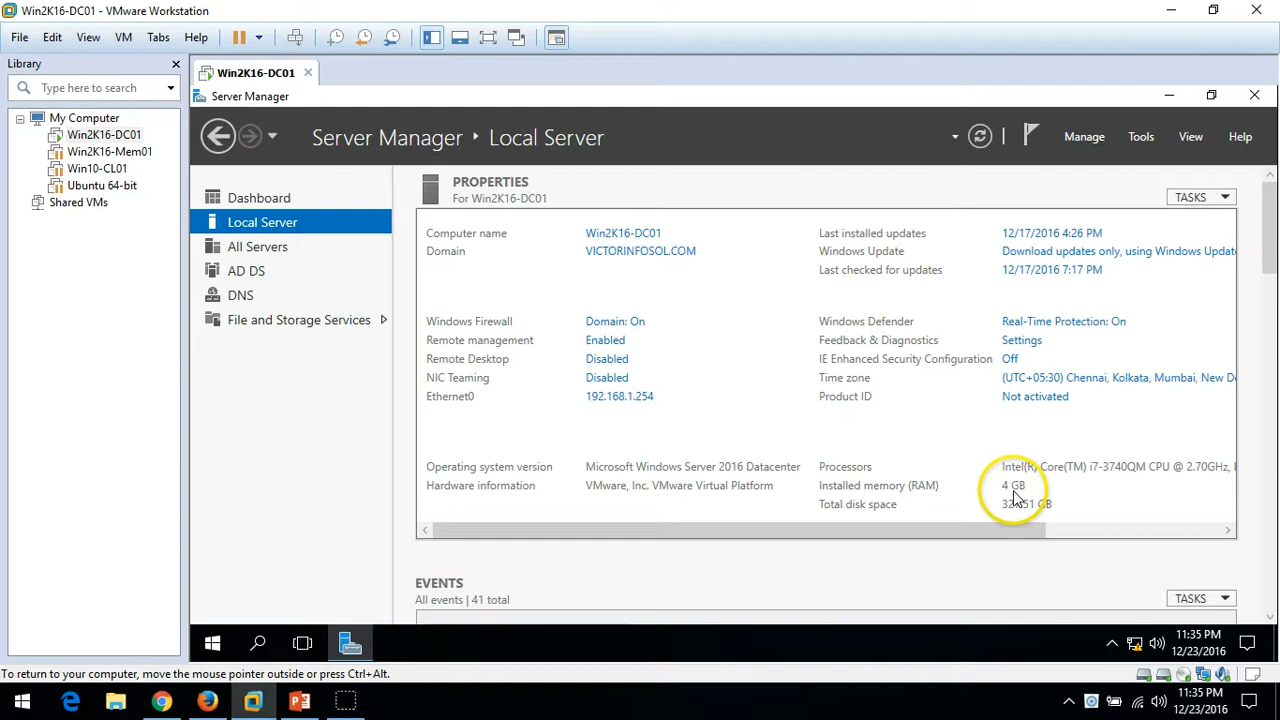 Win2K16-DC01 - VMware Workstation
File Edit View VM Tabs Help
Library
Type here to search
My Computer
Win2K16-DC01
Win2K16-Mem01
Win10-CL01
Ubuntu 64-bit
Shared VMs
Win2K16-DC01
Server Manager
Server Manager Local Server
Manage Tools View Help
Dashboard
Local Server
All Servers
AD DS
DNS
File and Storage Services
PROPERTIES
For Win2K16-DC01
TASKS
Computer name Win2K16-DC01 Last installed updates 12/17/2016 4:26 PM
Domain VICTORINFOSOL.COM Windows Update Download updates only, using Windows Updat
Last checked for updates 12/17/2016 7:17 PM
Windows Firewall Domain: On Windows Defender Real-Time Protection: On
Remote management Enabled Feedback & Diagnostics Settings
Remote Desktop Disabled IE Enhanced Security Configuration Off
NIC Teaming Disabled Time zone (UTC+05:30) Chennai, Kolkata, Mumbai, New De
Ethernet0 192.168.1.254 Product ID Not activated
Operating system version Microsoft Windows Server 2016 Datacenter Processors Intel(R) Core(TM) i7-3740QM CPU @ 2.70GHz,
Hardware information VMware, Inc. VMware Virtual Platform Installed memory (RAM) 4 GB
Total disk space GB
EVENTS
All events | 41 total
TASKS
11:35 PM
12/23/2016
To return to your computer, move the mouse pointer outside or press Ctrl+Alt.
11:35 PM
12/23/2016